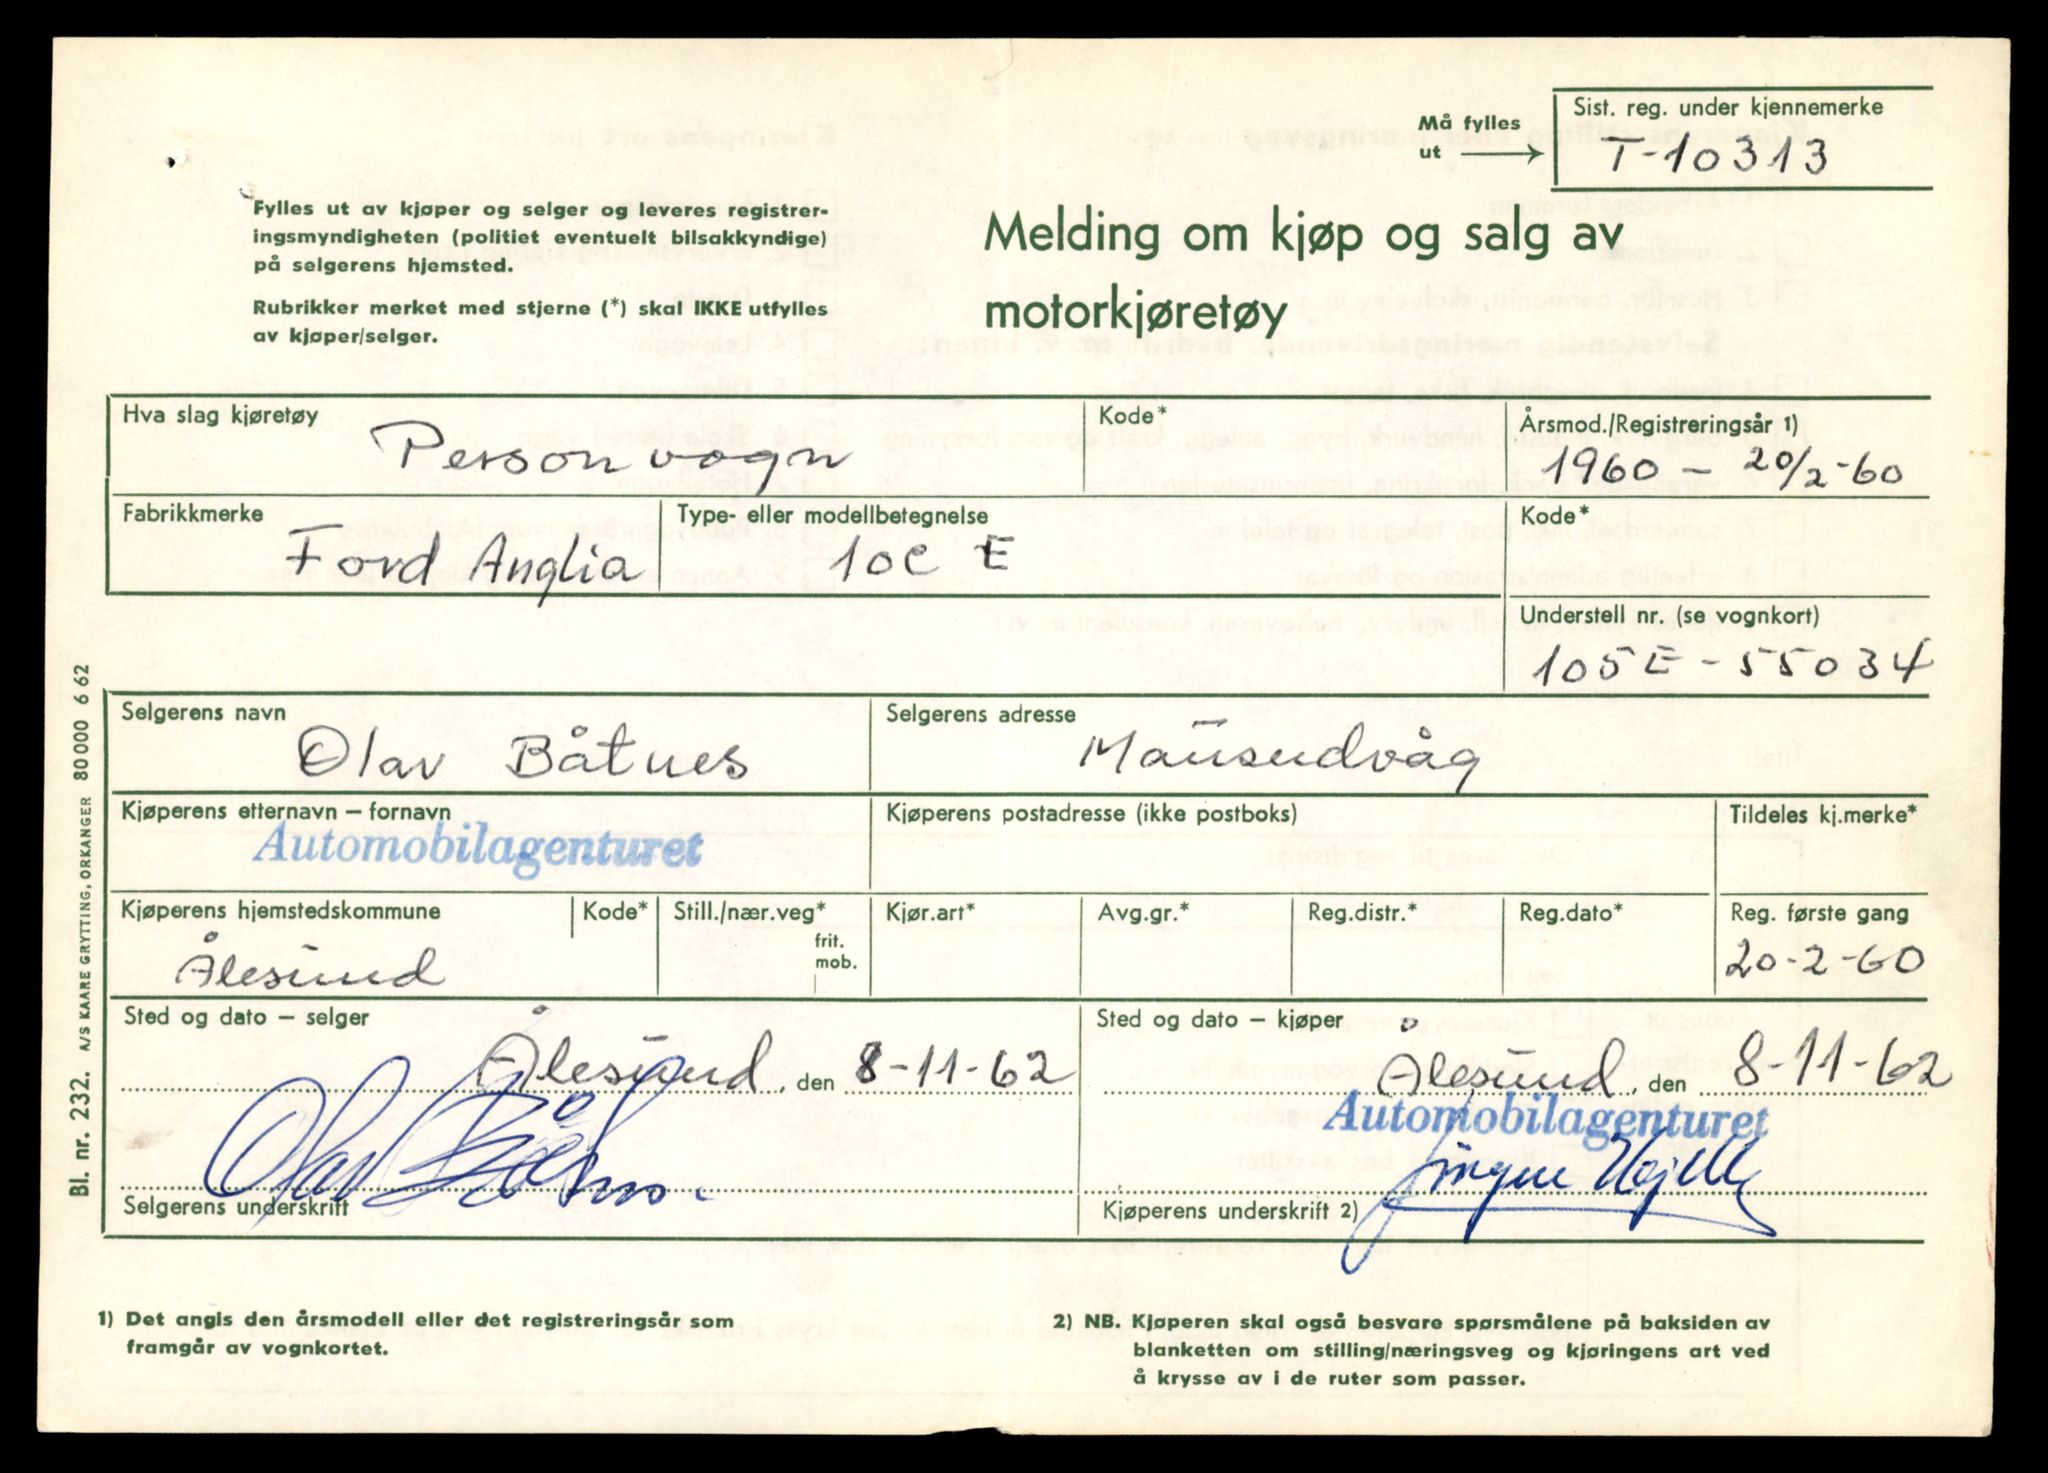 Må fylles
ut
Sist. reg. under kjennemerke
T-10313
Fylles ut av kjøper og selger og leveres registrer-
ingsmyndigheten (politiet eventuelt bilsakkyndige)
på selgerens hjemsted.
Rubrikker merket med stjerne (*) skal IKKE utfylles
av kjøper/selger.
Melding om kjøp og salg av
motorkjøretøy
Hva slag kjøretøy
Personvogn
Kode*
Årsmod./Registreringsår 1)
1960 - 20/2-60
Fabrikkmerke
Ford Anglia
Type- eller modellbetegnelse
10C E
Kode*
Understell nr. (se vognkort)
105E-55034
Selgerens navn
Olav Båtnes
Selgerens adresse
Mausundvåg
Kjøperens etternavn – fornavn
Automobilagenturet
Kjøperens postadresse (ikke postboks)
Tildeles kj.merke*
Kjøperens hjemstedskommune
Ålesund
Kode*
Still./nær.veg*
frit.
mob.
Kjør.art*
Avg.gr.*
Reg.distr.*
Reg.dato*
Reg. første gang
20-2-60
Sted og dato – selger
Ålesund, den 8-11-62
Selgerens underskrift
Sted og dato – kjøper
Ålesund, den 8-11-62
Automobilagenturet
Kjøperens underskrift 2)
1) Det angis den årsmodell eller det registreringsår som
framgår av vognkortet.
2) NB. Kjøperen skal også besvare spørsmålene på baksiden av
blanketten om stilling/næringsveg og kjøringens art ved
å krysse av i de ruter som passer.
Bl. nr. 232. A/S KAARE GRYTTING, ORKANGER 80000 6 62